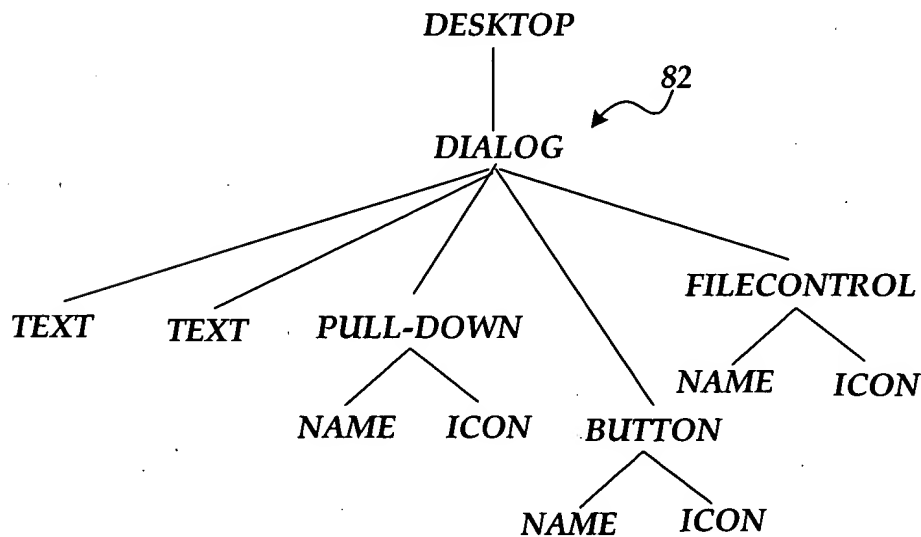 DESKTOP
82
DIALOG
FILECONTROL
TEXT
TEXT
PULL-DOWN
NAME
ICON
NAME
ICON
BUTTON
NAME
ICON